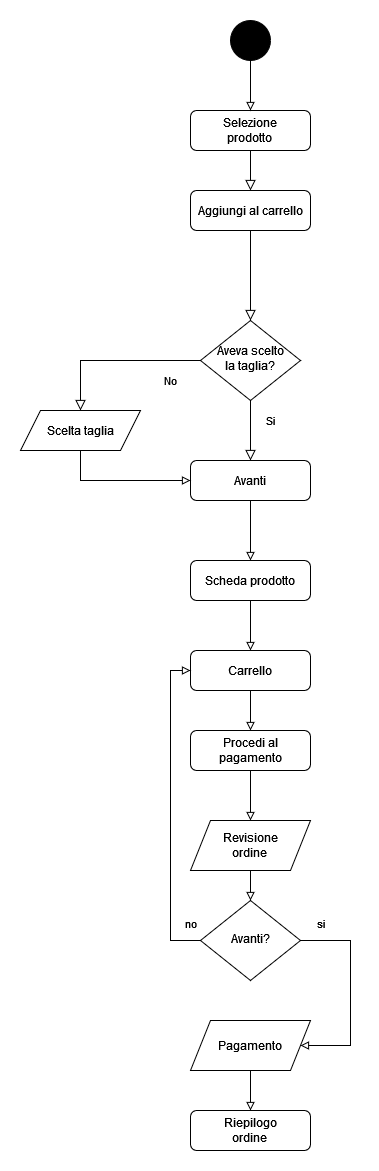 Selezione
prodotto
Aggiungi al carrello
Aveva scelto
la taglia?
No
Si
Scelta taglia
Avanti
Scheda prodotto
Carrello
Procedi al
pagamento
Revisione
ordine
no
si
Avanti?
Pagamento
Riepilogo
ordine